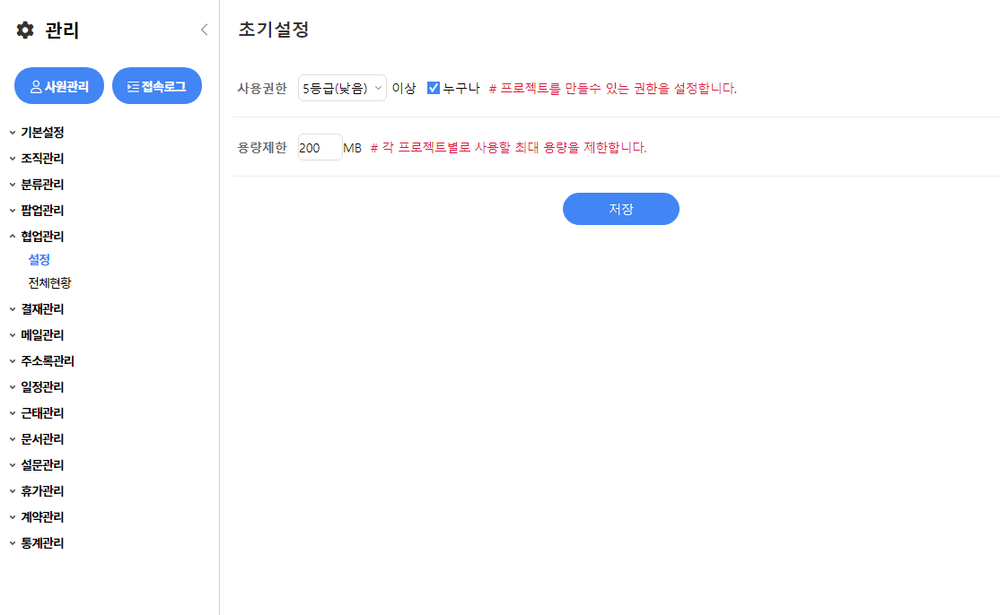 관리
사원관리
접속로그
기본설정
조직관리
분류관리
팝업관리
협업관리
설정
전체현황
결재관리
메일관리
주소록관리
일정관리
근태관리
문서관리
설문관리
휴가관리
계약관리
통계관리
초기설정
사용권한 5등급(낮음) 이상 누구나 # 프로젝트를 만들수 있는 권한을 설정합니다.
용량제한 200 MB # 각 프로젝트별로 사용할 최대 용량을 제한합니다.
저장